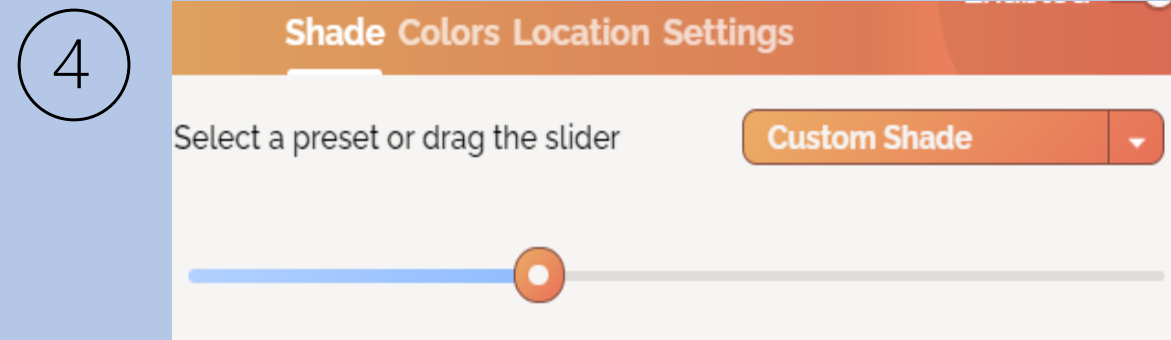 4
Shade Colors Location Settings
Select a preset or drag the slider
Custom Shade